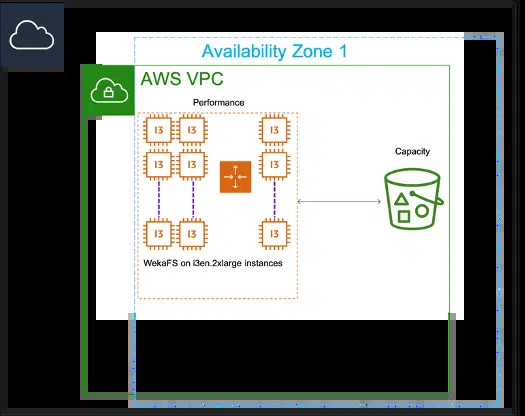 Availability Zone 1
AWS VPC
Performance
Capacity
I3 I3 I3
I3 I3 I3
I3 I3 I3
WekaFS on i3en.2xlarge instances